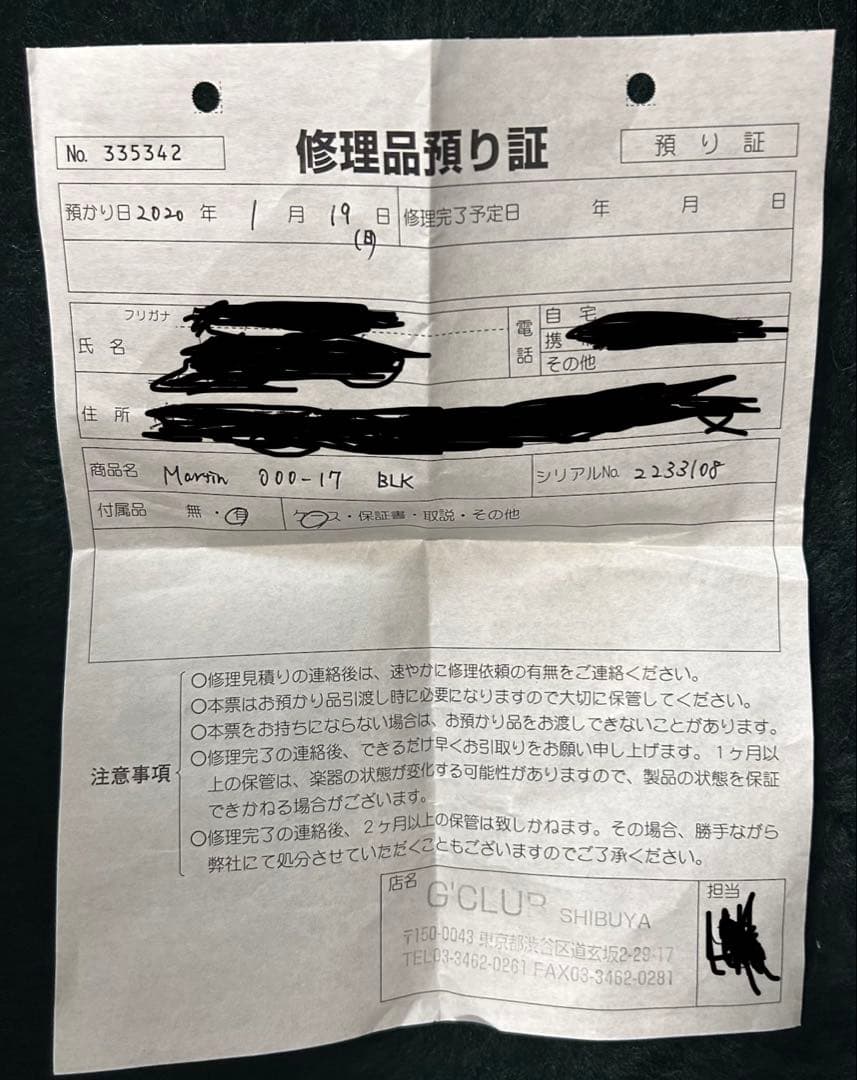 No. 335342
修理品預り証
預り証
預かり日 2020 年 1 月 19 日 (日) 修理完了予定日 年 月 日
フリガナ
氏名
電話
自宅
携
その他
住所
商品名 Martin 000-17 BLK シリアルNo. 2233108
付属品 無・有 ケース・保証書・取説・その他
注意事項
○修理見積りの連絡後は、速やかに修理依頼の有無をご連絡ください。
○本票はお預かり品引渡し時に必要になりますので大切に保管してください。
○本票をお持ちにならない場合は、お預かり品をお渡しできないことがあります。
○修理完了の連絡後、できるだけ早くお引取りをお願い申し上げます。1ヶ月以
上の保管は、楽器の状態が変化する可能性がありますので、製品の状態を保証
できかねる場合がございます。
○修理完了の連絡後、2ヶ月以上の保管は致しかねます。その場合、勝手ながら
弊社にて処分させていただくこともございますのでご了承ください。
店名
G'CLUB SHIBUYA
〒150-0043 東京都渋谷区道玄坂2-29-17
TEL03-3462-0261 FAX03-3462-0281
担当